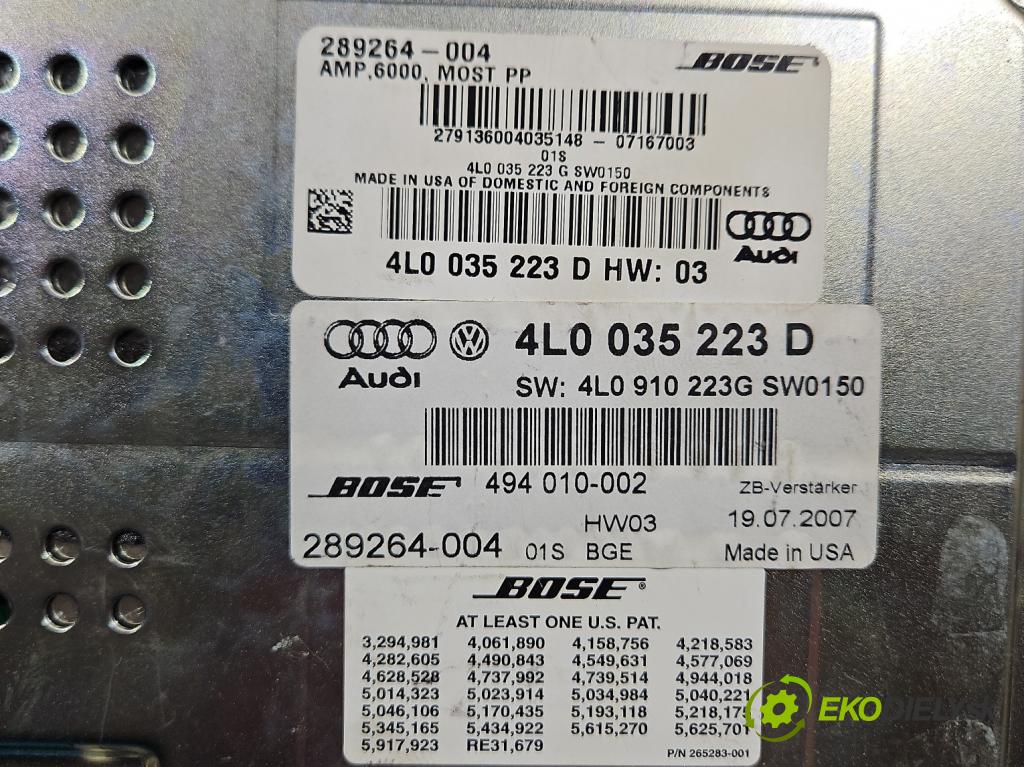 289264-004
BOSE
AMP,6000, MOST PP
279136004035148 - 07167003
01S
4L0 035 223 G SW0150
MADE IN USA OF DOMESTIC AND FOREIGN COMPONENTS
Audi
4L0 035 223 D HW: 03
Audi
4L0 035 223 D
SW: 4L0 910 223G SW0150
BOSE 494 010-002 ZB-Verstärker
HW03 19.07.2007
289264-004 01S BGE Made in USA
BOSE®
AT LEAST ONE U.S. PAT.
3,294,981 4,061,890 4,158,756 4,218,583
4,282,605 4,490,843 4,549,631 4,577,069
4,628,528 4,737,992 4,739,514 4,944,018
5,014,323 5,023,914 5,034,984 5,040,221
5,046,106 5,170,435 5,193,118
5,345,165 5,434,922 5,615,270 5,625,701
5,917,923 RE31,679
P/N 265283-001
EKODIELY.SK